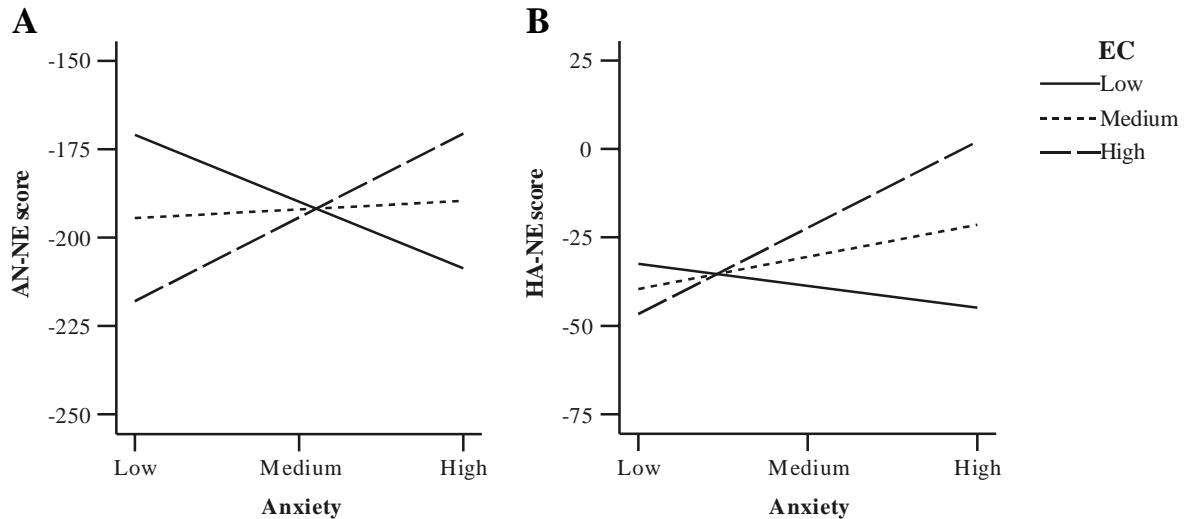 A
-150
-175
-200
-225
-250
AN-NE score
Low Medium High
Anxiety
B
25
0
-25
-50
-75
HA-NE score
Low Medium High
Anxiety
EC
Low
Medium
High